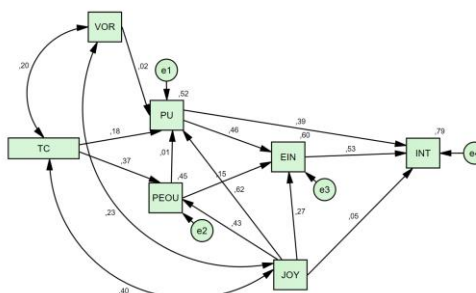 VOR
,20
,02
e1
,52
PU
,39
,46
,60
,79
TC
,18
,01
EIN
,53
INT
e4
,37
,45
,15
,62
PEOU
e3
,23
e2
,43
,27
,05
JOY
,40